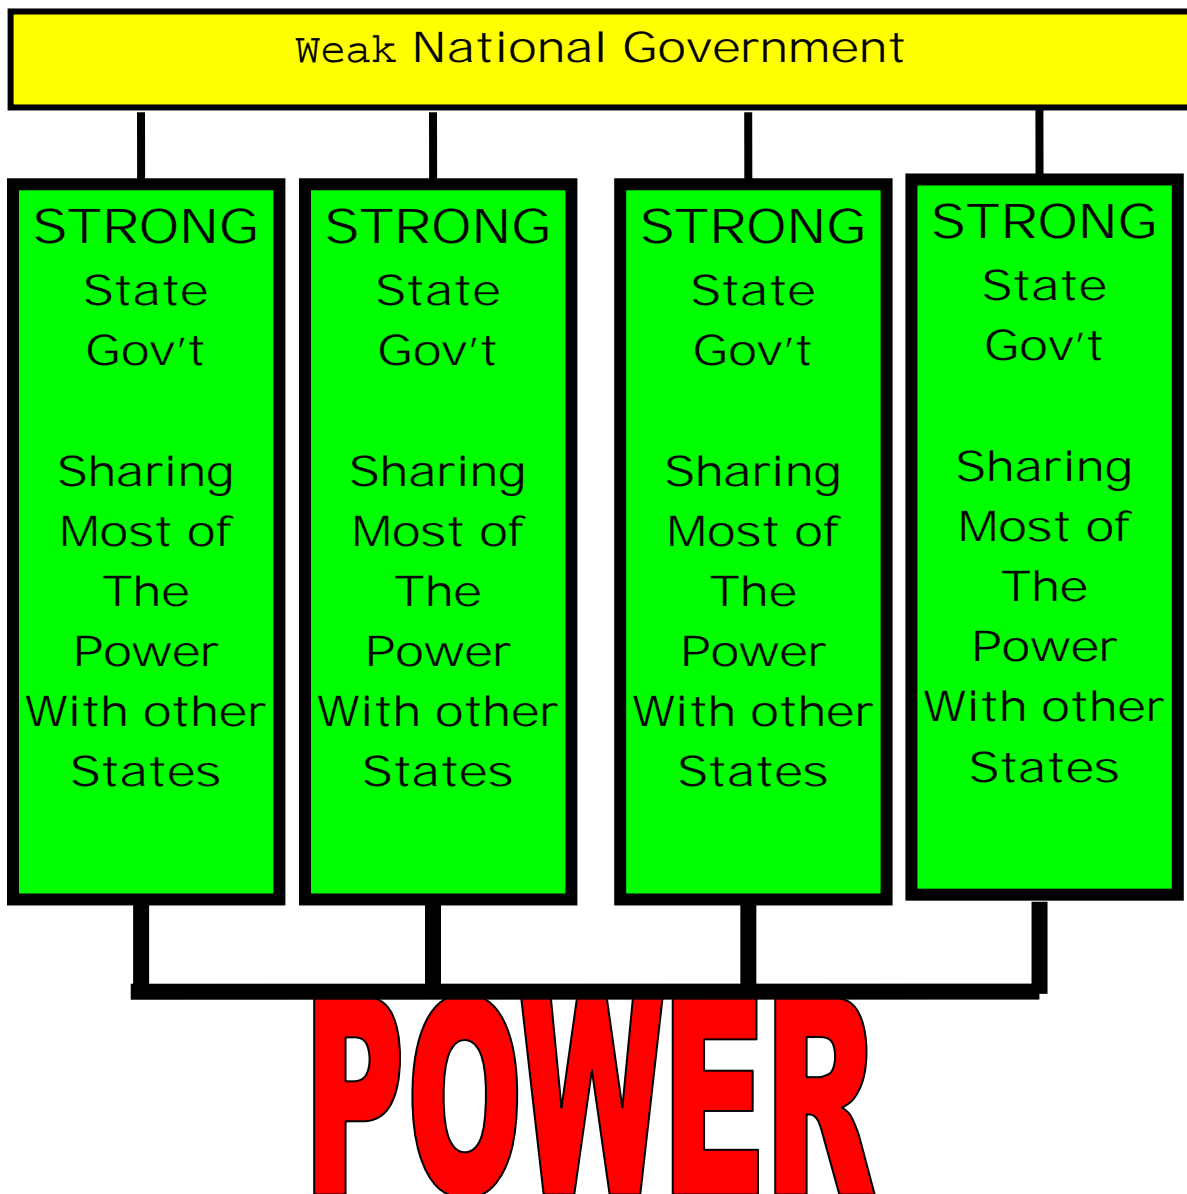 Weak National Government
STRONG
State
Gov't
Sharing
Most of
The
Power
With other
States
STRONG
State
Gov't
Sharing
Most of
The
Power
With other
States
STRONG
State
Gov't
Sharing
Most of
The
Power
With other
States
STRONG
State
Gov't
Sharing
Most of
The
Power
With other
States
POWER